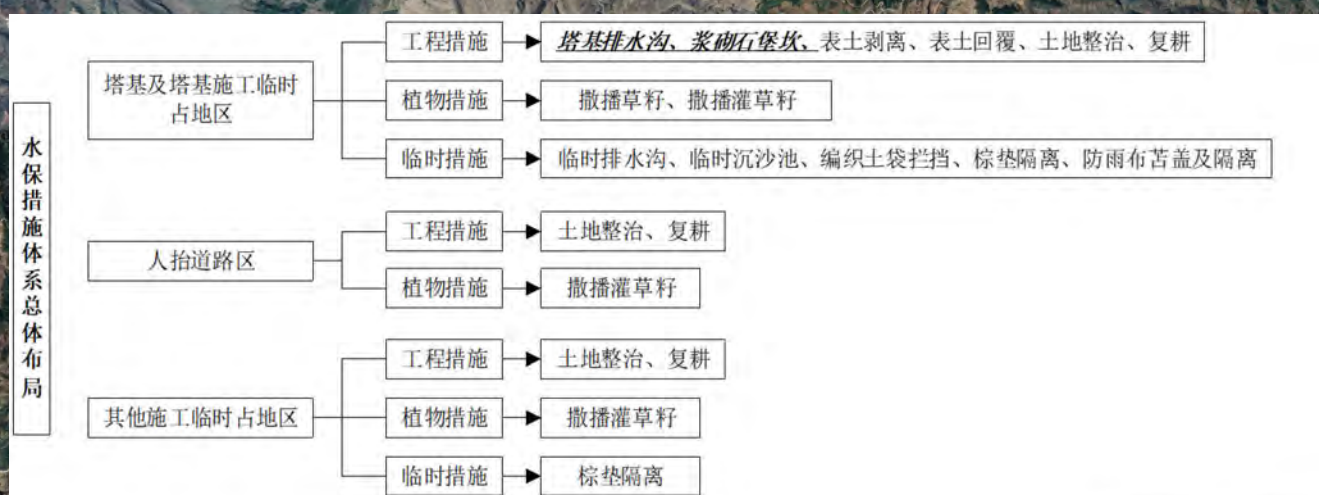 水保措施体系总体布局
塔基及塔基施工临时
占地区
工程措施
塔基排水沟、浆砌石堡坎、表土剥离、表土回覆、土地整治、复耕
植物措施
撒播草籽、撒播灌草籽
临时措施
临时排水沟、临时沉沙池、编织土袋拦挡、棕垫隔离、防雨布苫盖及隔离
人抬道路区
工程措施
土地整治、复耕
植物措施
撒播灌草籽
其他施工临时占地区
工程措施
土地整治、复耕
植物措施
撒播灌草籽
临时措施
棕垫隔离